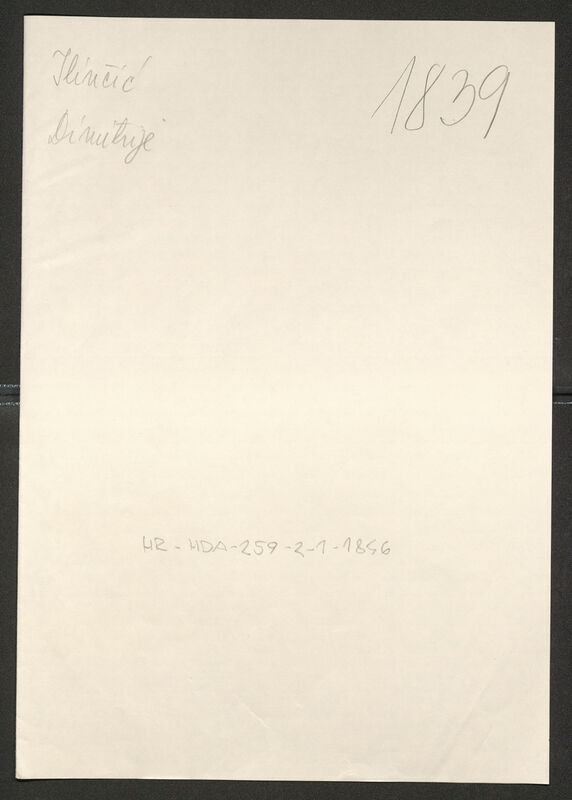 Ilinčić
1839
Dimitrije
HR-HDA-259-2-1-1856